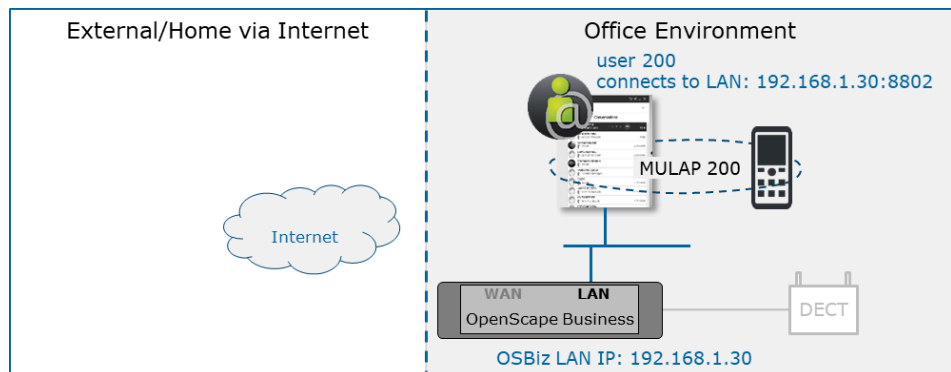 External/Home via Internet
Office Environment
user 200
connects to LAN: 192.168.1.30:8802
@
MULAP 200
Internet
WAN LAN
OpenScape Business
DECT
OSBiz LAN IP: 192.168.1.30